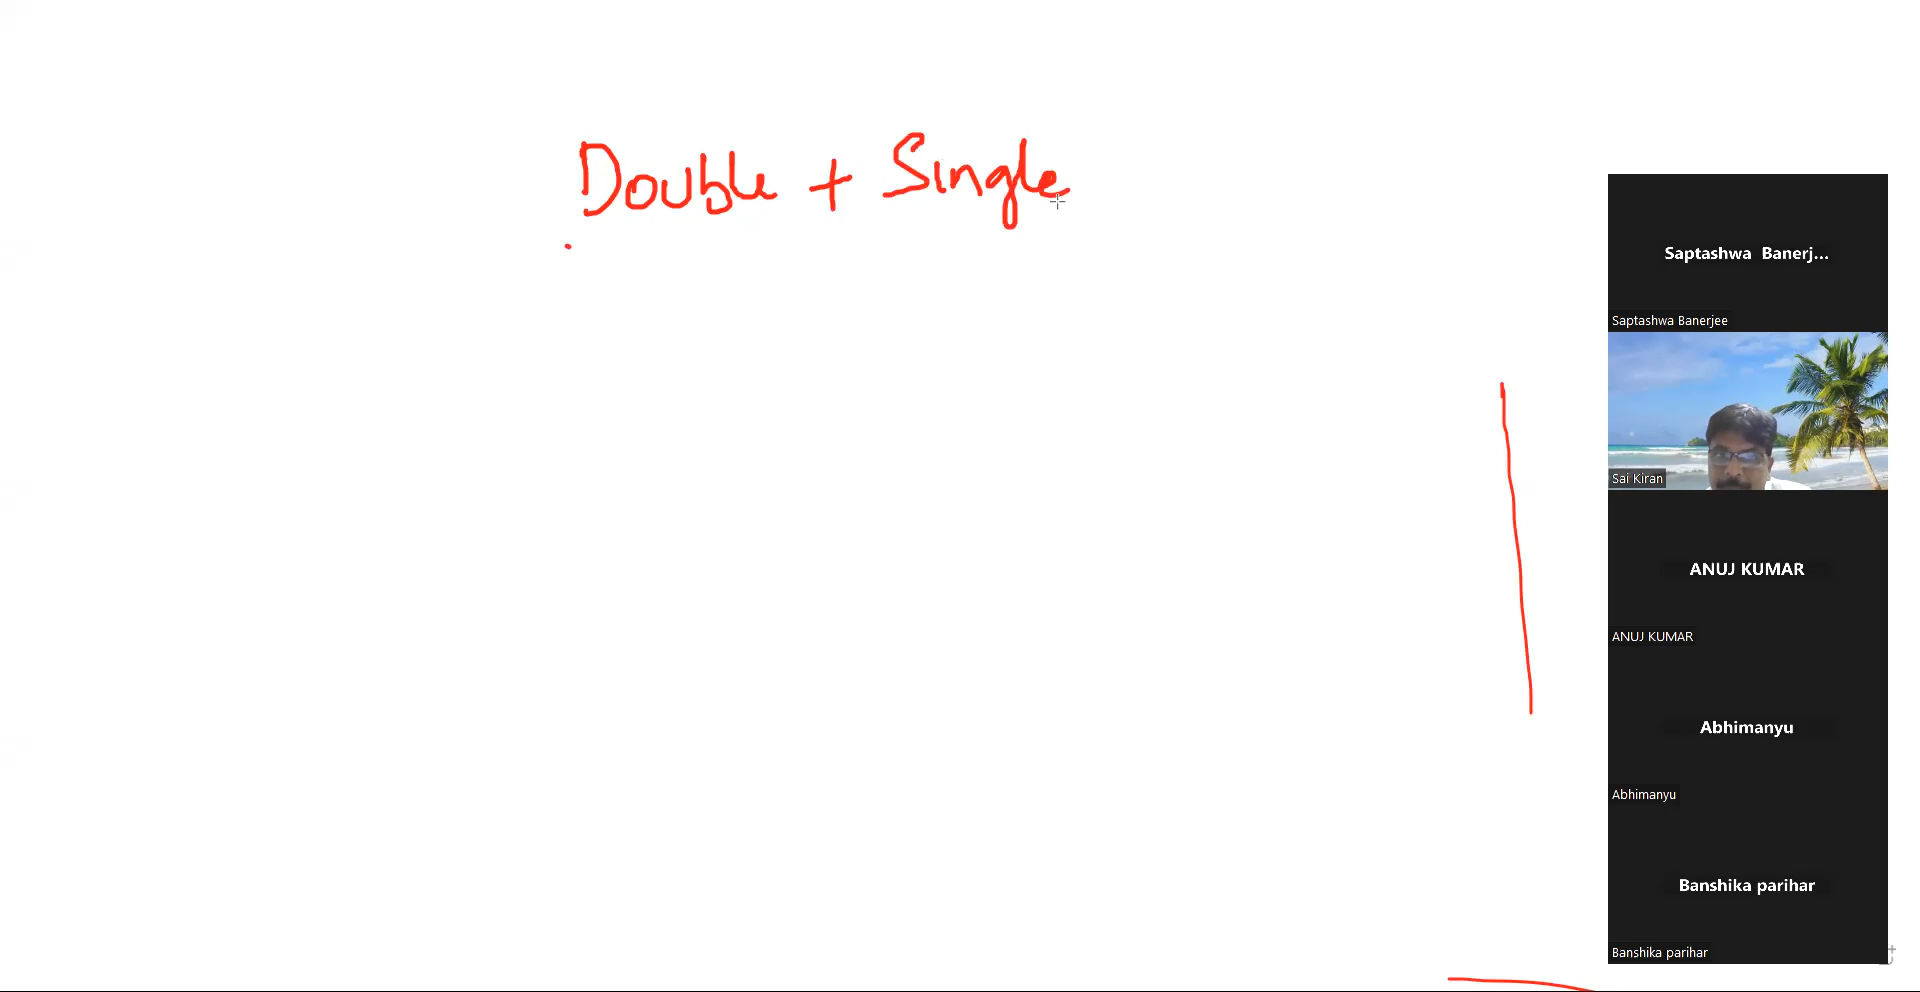 Double + Single
Saptashwa Banerj...
Saptashwa Banerjee
Sai Kiran
ANUJ KUMAR
ANUJ KUMAR
Abhimanyu
Abhimanyu
Banshika parihar
Banshika parihar